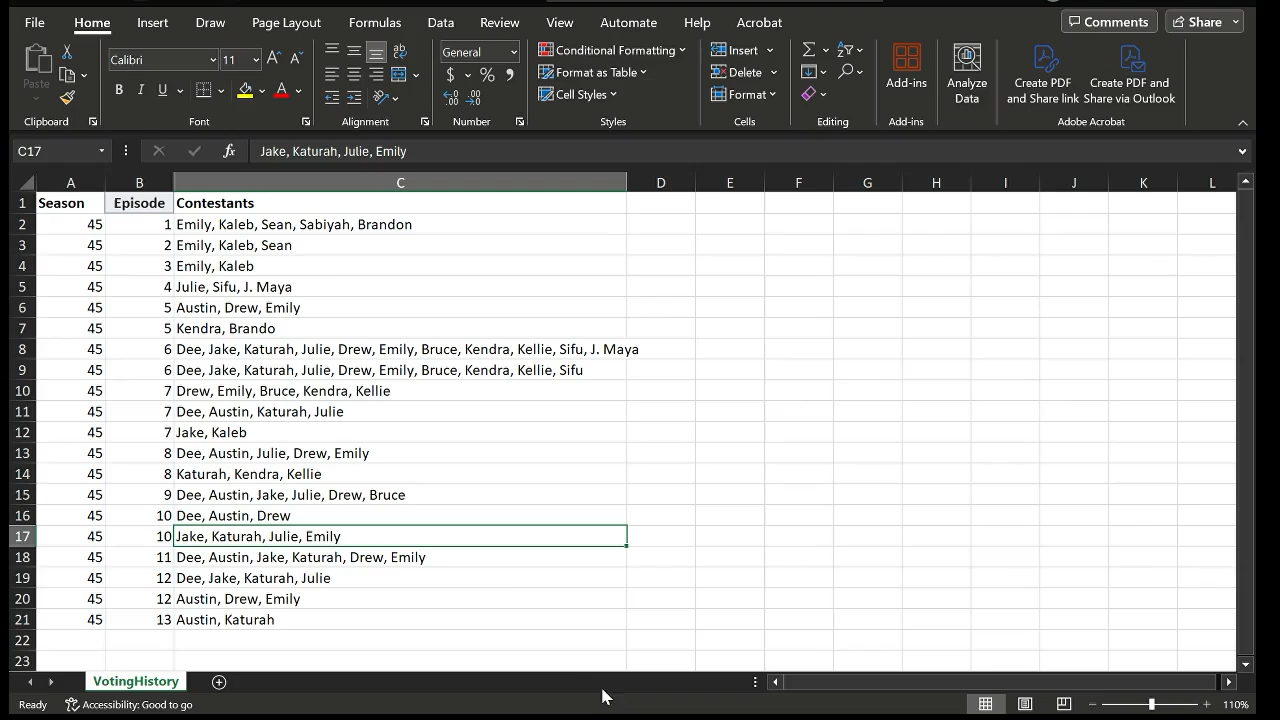 File Home Insert Draw Page Layout Formulas Data Review View Automate Help Acrobat Comments Share
Paste
Calibri 11 A A
B I U A
ab
General
$ % 9
Conditional Formatting
Format as Table
Cell Styles
Insert
Delete
Format
Add-ins
Analyze
Data
Create PDF
and Share link
Create PDF and
Share via Outlook
Clipboard Font Alignment Number Styles Cells Editing Add-ins Adobe Acrobat
C17 fx Jake, Katurah, Julie, Emily
A B C D E F G H I J K L
1 Season Episode Contestants
2 45 1 Emily, Kaleb, Sean, Sabiyah, Brandon
3 45 2 Emily, Kaleb, Sean
4 45 3 Emily, Kaleb
5 45 4 Julie, Sifu, J. Maya
6 45 5 Austin, Drew, Emily
7 45 5 Kendra, Brando
8 45 6 Dee, Jake, Katurah, Julie, Drew, Emily, Bruce, Kendra, Kellie, Sifu, J. Maya
9 45 6 Dee, Jake, Katurah, Julie, Drew, Emily, Bruce, Kendra, Kellie, Sifu
10 45 7 Drew, Emily, Bruce, Kendra, Kellie
11 45 7 Dee, Austin, Katurah, Julie
12 45 7 Jake, Kaleb
13 45 8 Dee, Austin, Julie, Drew, Emily
14 45 8 Katurah, Kendra, Kellie
15 45 9 Dee, Austin, Jake, Julie, Drew, Bruce
16 45 10 Dee, Austin, Drew
17 45 10 Jake, Katurah, Julie, Emily
18 45 11 Dee, Austin, Jake, Katurah, Drew, Emily
19 45 12 Dee, Jake, Katurah, Julie
20 45 12 Austin, Drew, Emily
21 45 13 Austin, Katurah
22
23
VotingHistory
Ready Accessibility: Good to go 110%